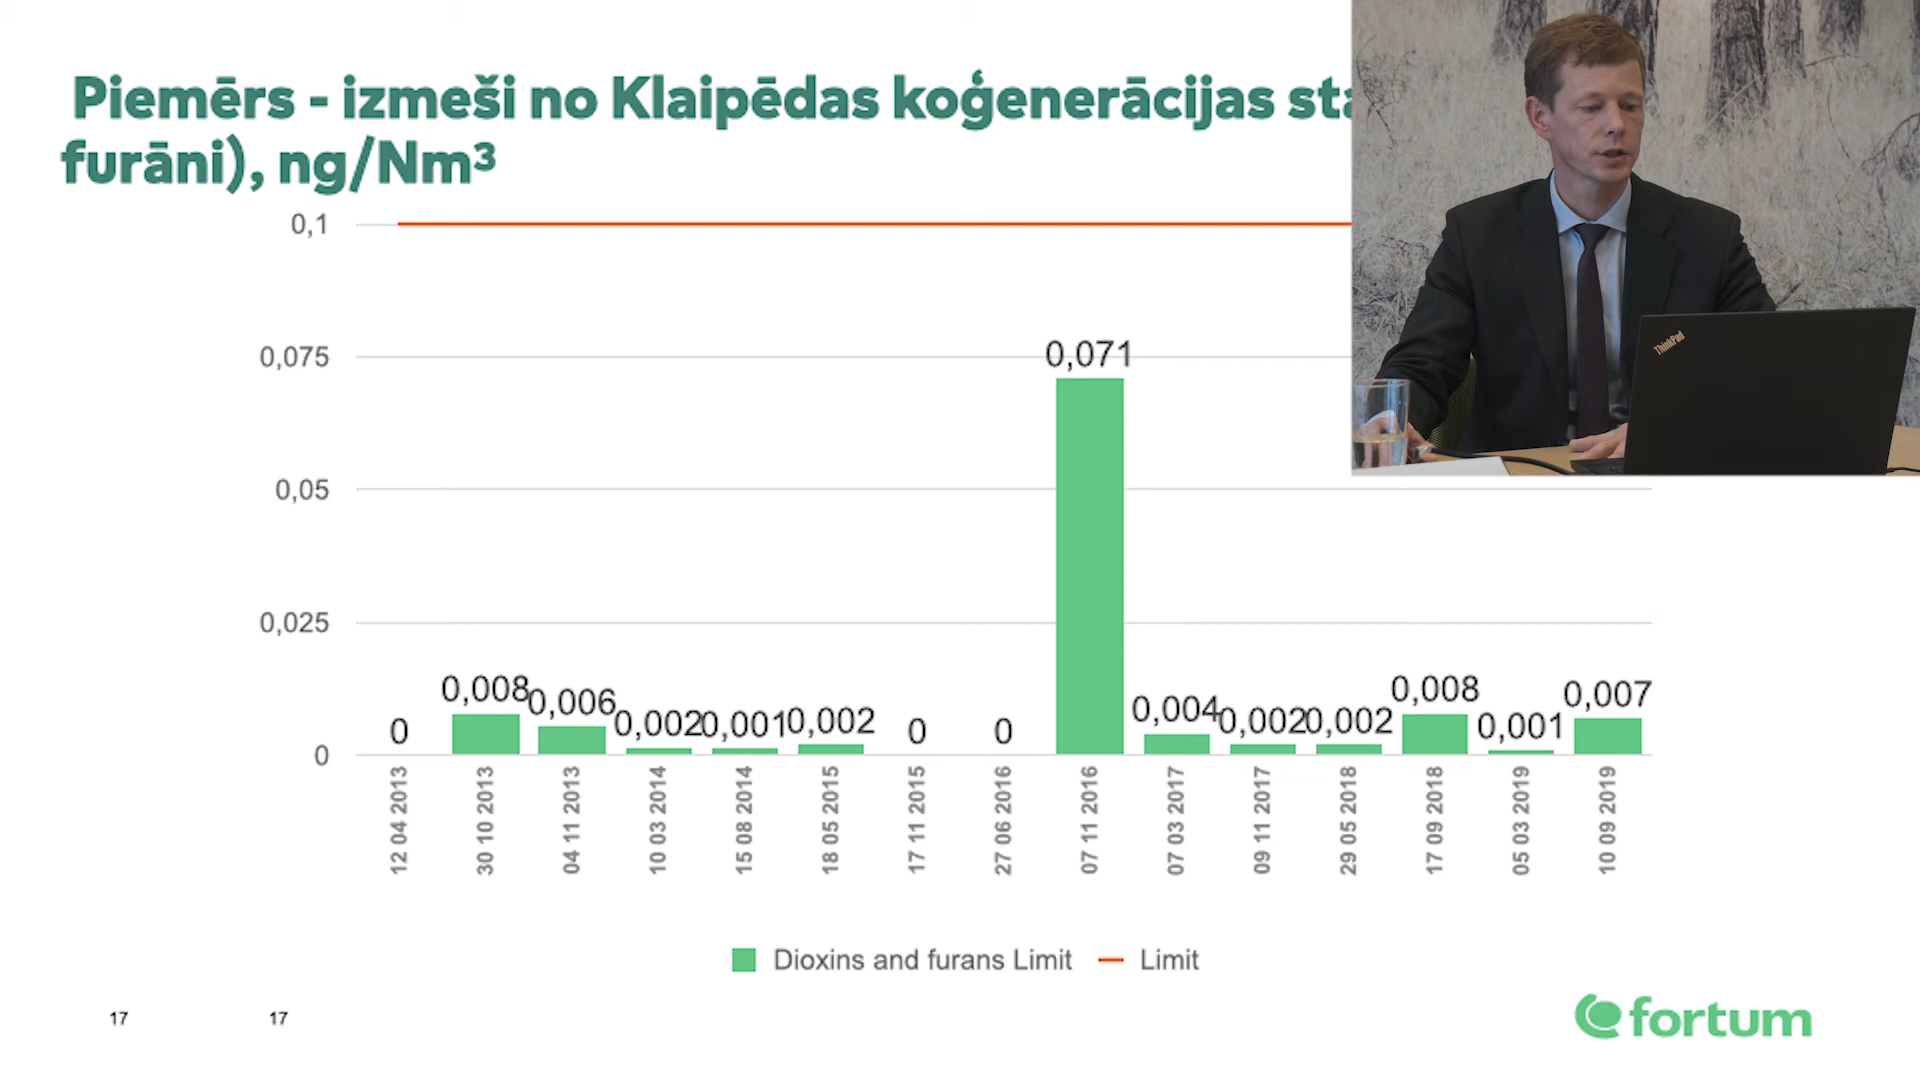 Piemērs - izmeši no Klaipēdas koģenerācijas
furāni), ng/Nm³
0,1
0,075
0,05
0,025
0
0
0,008
0,006
0,002
0,001
0,002
0
0
0,071
0,004
0,002
0,002
0,008
0,001
0,007
12 04 2013
30 10 2013
04 11 2013
10 03 2014
15 08 2014
18 05 2015
17 11 2015
27 06 2016
07 11 2016
07 03 2017
09 11 2017
29 05 2018
17 09 2018
05 03 2019
10 09 2019
Dioxins and furans Limit
Limit
17
17
fortum
ThinkPad